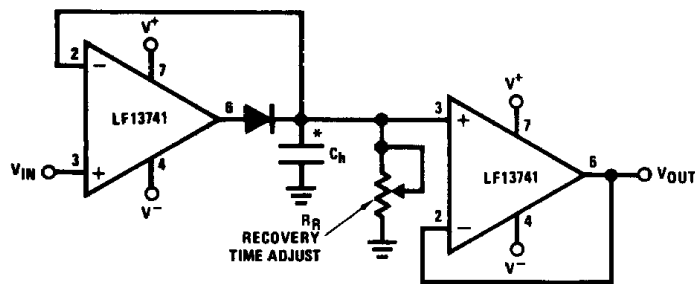 V+
2
−
7
LF13741
6
VIN
3
+
4
V−
*
Ch
RR
RECOVERY
TIME ADJUST
V+
3
+
7
LF13741
6
VOUT
2
−
4
V−